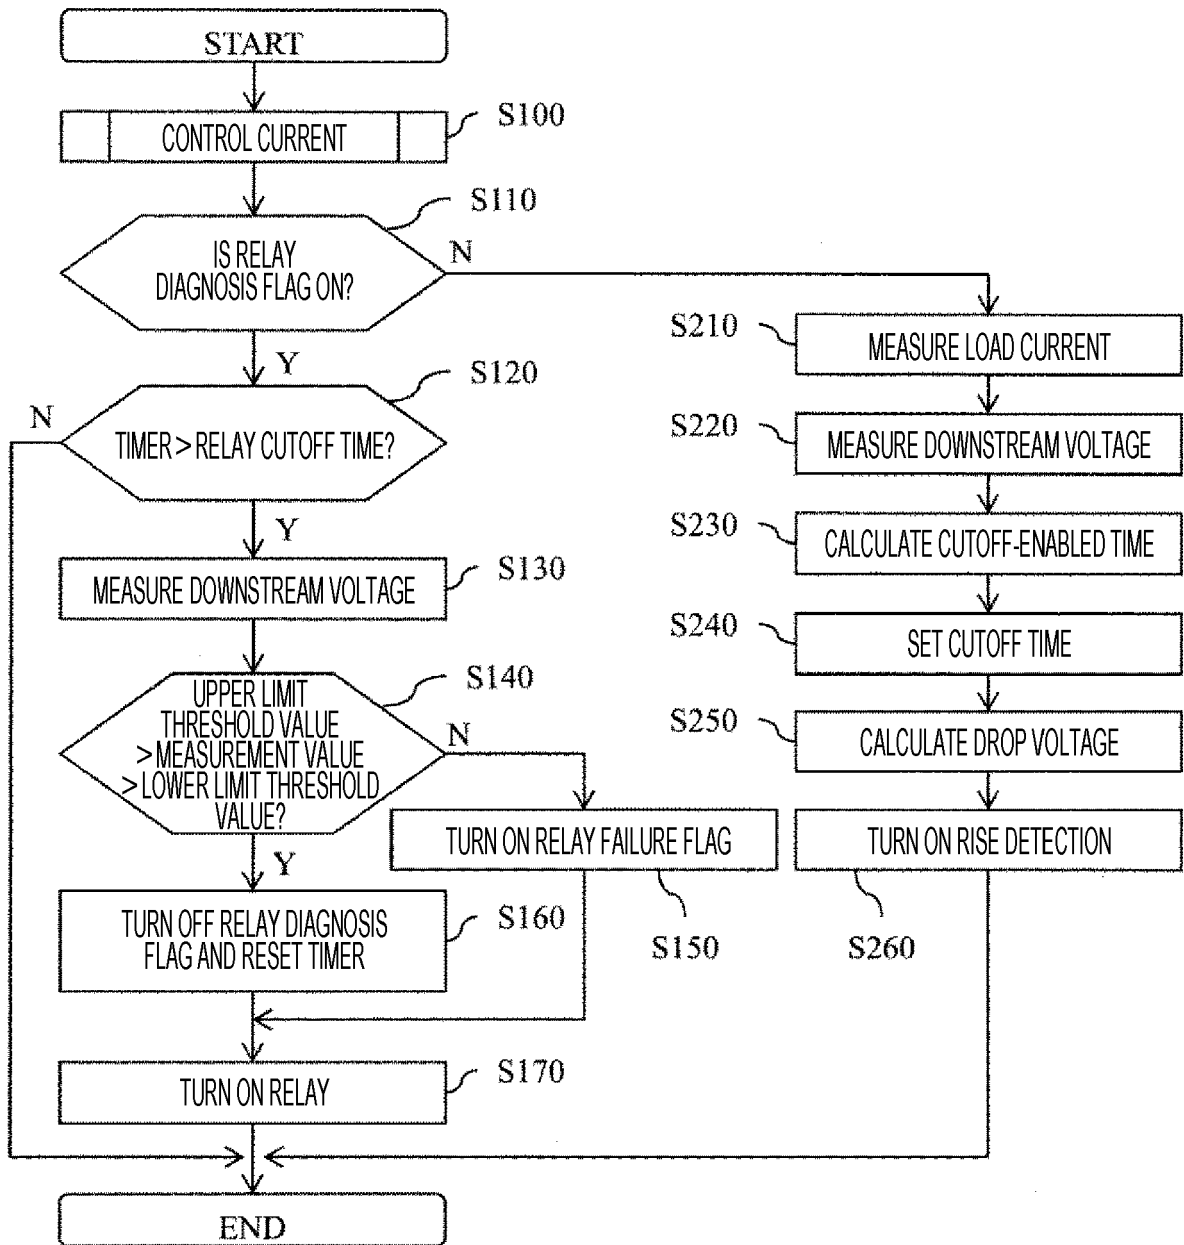 START
CONTROL CURRENT
S100
S110
IS RELAY
DIAGNOSIS FLAG ON?
N
Y
S120
N
TIMER > RELAY CUTOFF TIME?
Y
S130
MEASURE DOWNSTREAM VOLTAGE
S140
UPPER LIMIT
THRESHOLD VALUE
> MEASUREMENT VALUE
> LOWER LIMIT THRESHOLD
VALUE?
N
Y
TURN ON RELAY FAILURE FLAG
S150
TURN OFF RELAY DIAGNOSIS
FLAG AND RESET TIMER
S160
TURN ON RELAY
S170
S210
MEASURE LOAD CURRENT
S220
MEASURE DOWNSTREAM VOLTAGE
S230
CALCULATE CUTOFF-ENABLED TIME
S240
SET CUTOFF TIME
S250
CALCULATE DROP VOLTAGE
TURN ON RISE DETECTION
S260
END